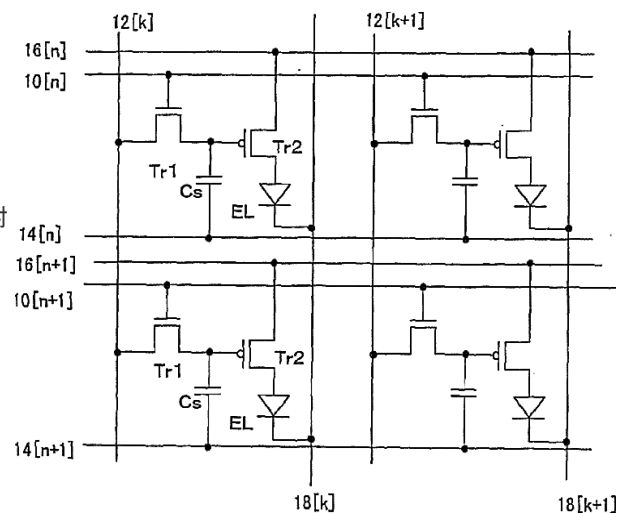 12[k]
12[k+1]
16[n]
10[n]
Tr1
Tr2
Cs
EL
14[n]
16[n+1]
10[n+1]
Tr1
Tr2
Cs
EL
14[n+1]
18[k]
18[k+1]